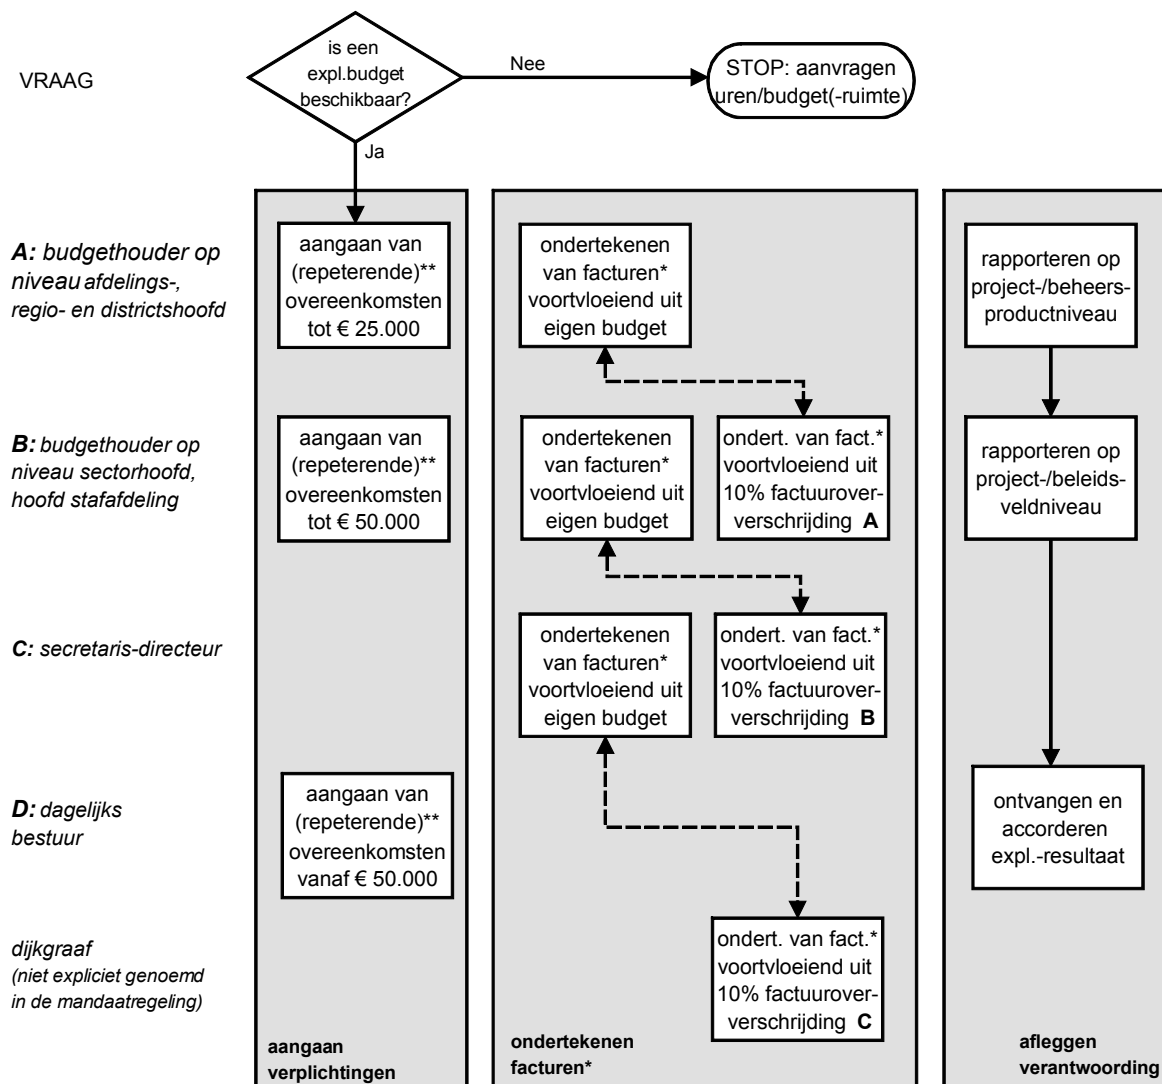 VRAAG
is een
expl.budget
beschikbaar?
Nee
STOP: aanvragen
uren/budget(-ruimte)
Ja
A: budgethouder op
niveau afdelings-,
regio- en districtshoofd
aangaan van
(repeterende)**
overeenkomsten
tot € 25.000
ondertekenen
van facturen*
voortvloeiend uit
eigen budget
rapporteren op
project-/beheers-
productniveau
B: budgethouder op
niveau sectorhoofd,
hoofd stafafdeling
aangaan van
(repeterende)**
overeenkomsten
tot € 50.000
ondertekenen
van facturen*
voortvloeiend uit
eigen budget
ondert. van fact.*
voortvloeiend uit
10% factuurover-
verschrijding A
rapporteren op
project-/beleids-
veldniveau
C: secretaris-directeur
ondertekenen
van facturen*
voortvloeiend uit
eigen budget
ondert. van fact.*
voortvloeiend uit
10% factuurover-
verschrijding B
D: dagelijks
bestuur
aangaan van
(repeterende)**
overeenkomsten
vanaf € 50.000
ontvangen en
accorderen
expl.-resultaat
dijkgraaf
(niet expliciet genoemd
in de mandaatregeling)
ondert. van fact.*
voortvloeiend uit
10% factuurover-
verschrijding C
aangaan
verplichtingen
ondertekenen
facturen*
afleggen
verantwoording